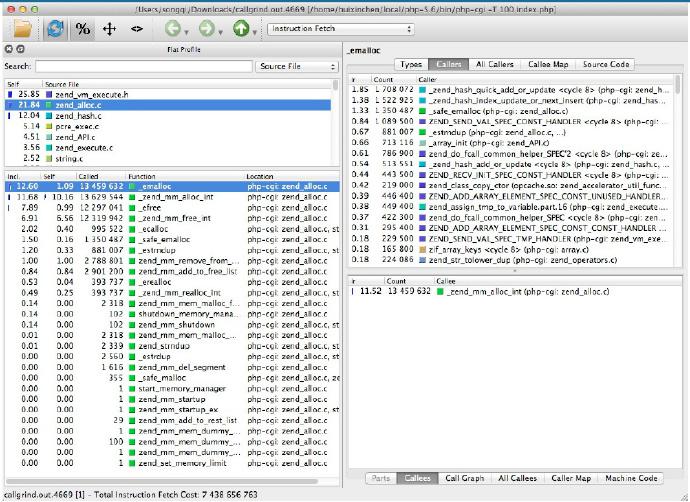 /Users/songqi/Downloads/callgrind.out.4669 [/home/huixinchen/local/php-5.6/bin/php-cgi -T 100 index.php]
Instruction Fetch
Flat Profile
Search: Source File
Self Source File
25.85 zend_vm_execute.h
21.84 zend_alloc.c
12.04 zend_hash.c
5.14 pcre_exec.c
4.51 zend_API.c
3.56 zend_execute.c
2.52 string.c
Incl. Self Called Function Location
12.60 1.09 13 459 632 _emalloc php-cgi: zend_alloc.c
11.68 10.16 13 629 544 _zend_mm_alloc_int php-cgi: zend_alloc.c
7.89 0.99 12 297 041 _efree php-cgi: zend_alloc.c
6.91 6.56 12 319 942 _zend_mm_free_int php-cgi: zend_alloc.c
2.02 0.40 995 522 _ecalloc php-cgi: zend_alloc.c, st
1.50 0.16 1 350 487 _safe_emalloc php-cgi: zend_alloc.c
1.20 0.33 881 007 _estrndup php-cgi: zend_alloc.c, st
1.00 1.00 2 788 801 zend_mm_remove_from_... php-cgi: zend_alloc.c
0.84 0.84 2 901 200 zend_mm_add_to_free_list php-cgi: zend_alloc.c
0.53 0.04 393 737 _erealloc php-cgi: zend_alloc.c
0.49 0.25 393 737 _zend_mm_realloc_int php-cgi: zend_alloc.c, st
0.14 0.00 2 318 zend_mm_mem_malloc_f... php-cgi: zend_alloc.c
0.14 0.00 102 shutdown_memory_mana... php-cgi: zend_alloc.c
0.14 0.00 102 zend_mm_shutdown php-cgi: zend_alloc.c, st
0.01 0.00 2 318 zend_mm_mem_malloc_... php-cgi: zend_alloc.c
0.01 0.00 2 339 zend_strndup php-cgi: zend_alloc.c, st
0.00 0.00 2 560 _estrdup php-cgi: zend_alloc.c, st
0.00 0.00 1 616 zend_mm_del_segment php-cgi: zend_alloc.c
0.00 0.00 355 _safe_malloc php-cgi: zend_alloc.c
0.00 0.00 1 start_memory_manager php-cgi: zend_alloc.c
0.00 0.00 1 zend_mm_startup php-cgi: zend_alloc.c
0.00 0.00 1 zend_mm_startup_ex php-cgi: zend_alloc.c, st
0.00 0.00 29 zend_mm_add_to_rest_list php-cgi: zend_alloc.c
0.00 0.00 1 zend_mm_mem_dummy_... php-cgi: zend_alloc.c
0.00 0.00 100 zend_mm_mem_dummy_... php-cgi: zend_alloc.c
0.00 0.00 1 zend_mm_mem_dummy_... php-cgi: zend_alloc.c
0.00 0.00 1 zend_set_memory_limit php-cgi: zend_alloc.c
_emalloc
Types Callers All Callers Callee Map Source Code
Ir Count Caller
1.85 1 708 072 _zend_hash_quick_add_or_update <cycle 8> (php-cgi: zend_h...
1.38 1 522 925 _zend_hash_index_update_or_next_insert (php-cgi: zend_has...
1.33 1 350 487 _safe_emalloc (php-cgi: zend_alloc.c)
0.84 1 089 500 ZEND_SEND_VAL_SPEC_CONST_HANDLER <cycle 8> (php-cgi: ...
0.67 881 007 _estrndup (php-cgi: zend_alloc.c, ...)
0.66 713 116 _array_init (php-cgi: zend_API.c)
0.61 786 900 zend_do_fcall_common_helper_SPEC'2 <cycle 8> (php-cgi: z...
0.54 513 551 _zend_hash_add_or_update <cycle 8> (php-cgi: zend_hash.c...
0.44 443 500 ZEND_RECV_INIT_SPEC_CONST_HANDLER <cycle 8> (php-cgi: ...
0.42 219 000 zend_class_copy_ctor (opcache.so: zend_accelerator_util_func...
0.39 446 400 ZEND_ADD_ARRAY_ELEMENT_SPEC_CONST_UNUSED_HANDLER...
0.38 449 400 zend_assign_tmp_to_variable.part.16 (php-cgi: zend_execute....
0.37 422 300 zend_do_fcall_common_helper_SPEC <cycle 8> (php-cgi: zen...
0.31 295 400 ZEND_ADD_ARRAY_ELEMENT_SPEC_CONST_CONST_HANDLER ...
0.18 229 500 ZEND_SEND_VAL_SPEC_TMP_HANDLER (php-cgi: zend_vm_exe...
0.18 165 800 zif_array_keys <cycle 8> (php-cgi: array.c)
0.18 224 086 zend_str_tolower_dup (php-cgi: zend_operators.c)
Ir Count Callee
11.52 13 459 632 _zend_mm_alloc_int (php-cgi: zend_alloc.c)
Parts Callees Call Graph All Callees Caller Map Machine Code
callgrind.out.4669 [1] - Total Instruction Fetch Cost: 7 438 656 763